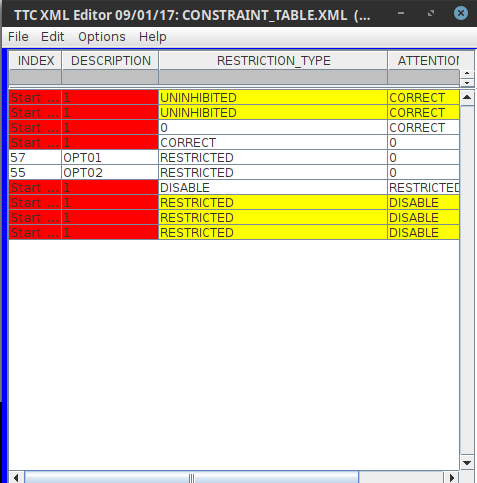 TTC XML Editor 09/01/17: CONSTRAINT_TABLE.XML (...
File Edit Options Help
INDEX DESCRIPTION RESTRICTION_TYPE ATTENTION
Start ... 1 UNINHIBITED CORRECT
Start ... 1 UNINHIBITED CORRECT
Start ... 1 0 CORRECT
Start ... 1 CORRECT 0
57 OPT01 RESTRICTED 0
55 OPT02 RESTRICTED 0
Start ... 1 DISABLE RESTRICTED
Start ... 1 RESTRICTED DISABLE
Start ... 1 RESTRICTED DISABLE
Start ... 1 RESTRICTED DISABLE